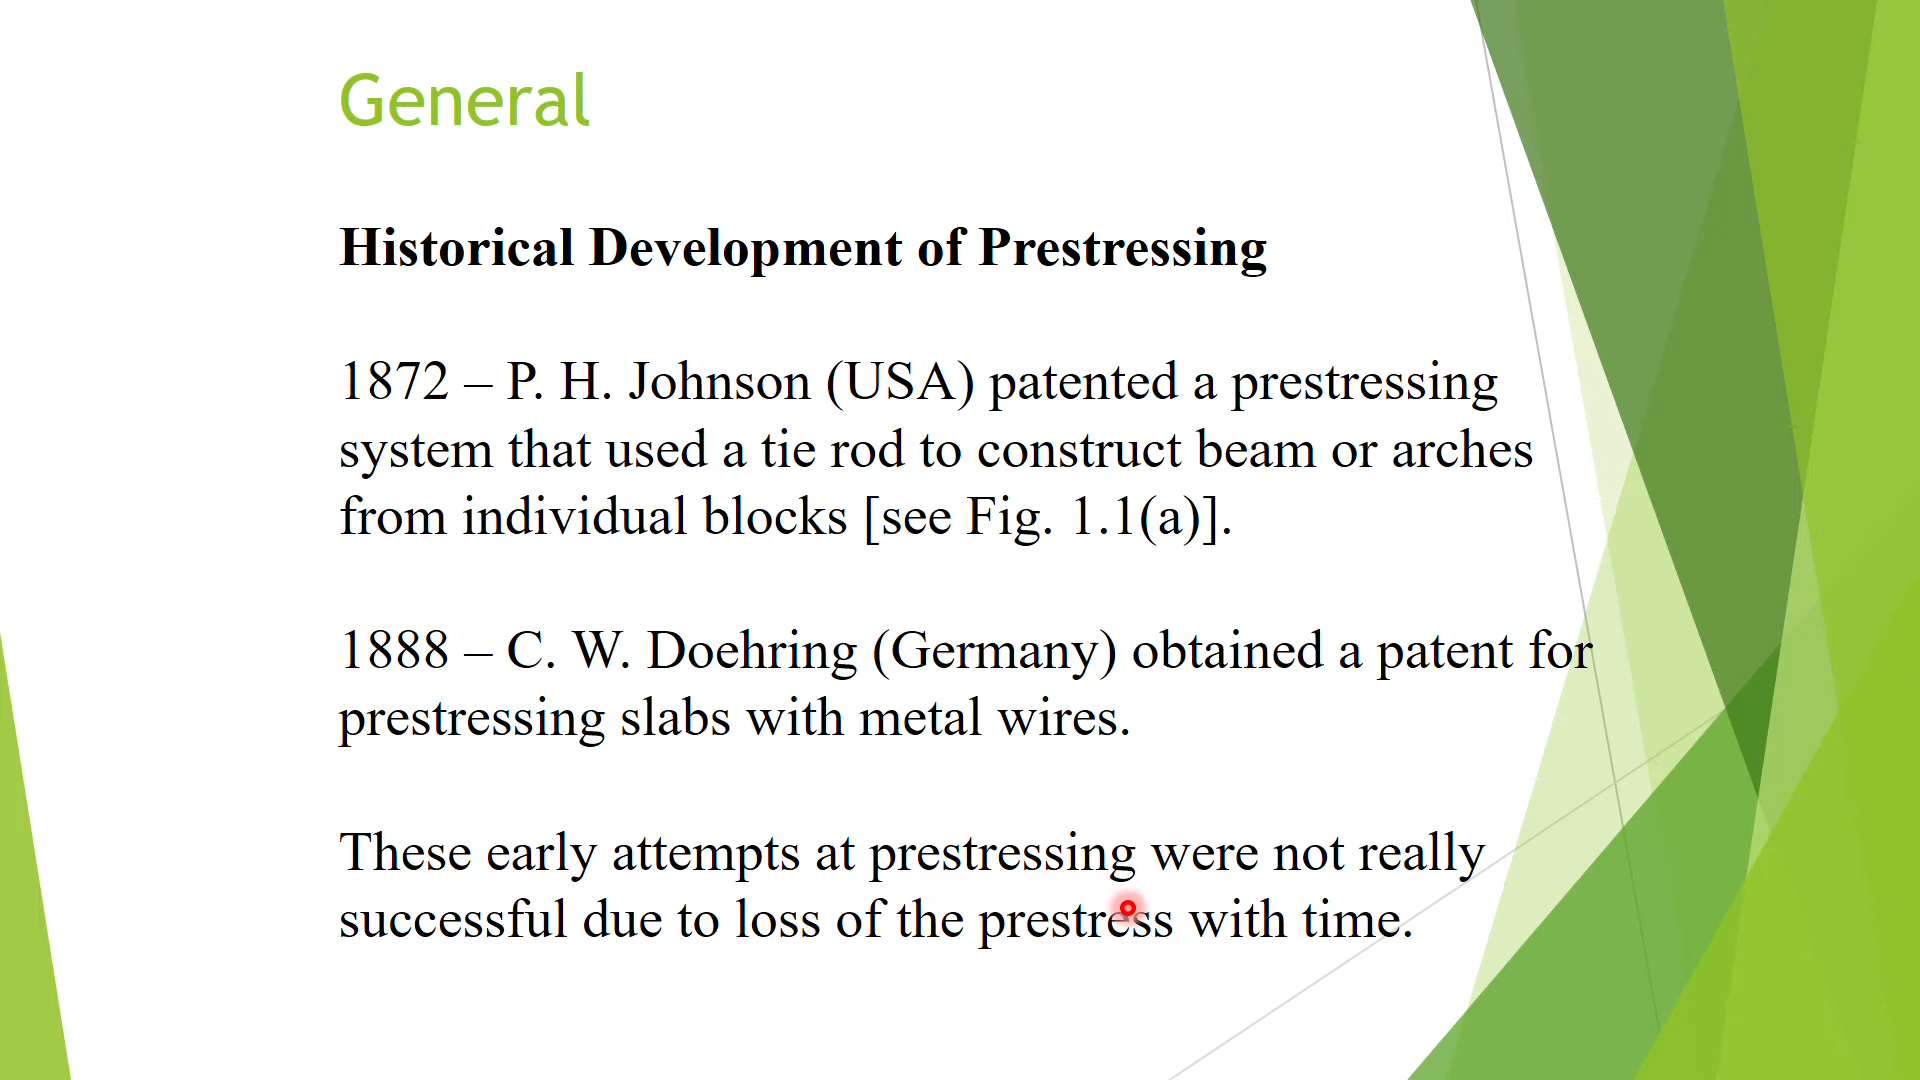 General
Historical Development of Prestressing
1872 – P. H. Johnson (USA) patented a prestressing
system that used a tie rod to construct beam or arches
from individual blocks [see Fig. 1.1(a)].
1888 – C. W. Doehring (Germany) obtained a patent for
prestressing slabs with metal wires.
These early attempts at prestressing were not really
successful due to loss of the prestress with time.